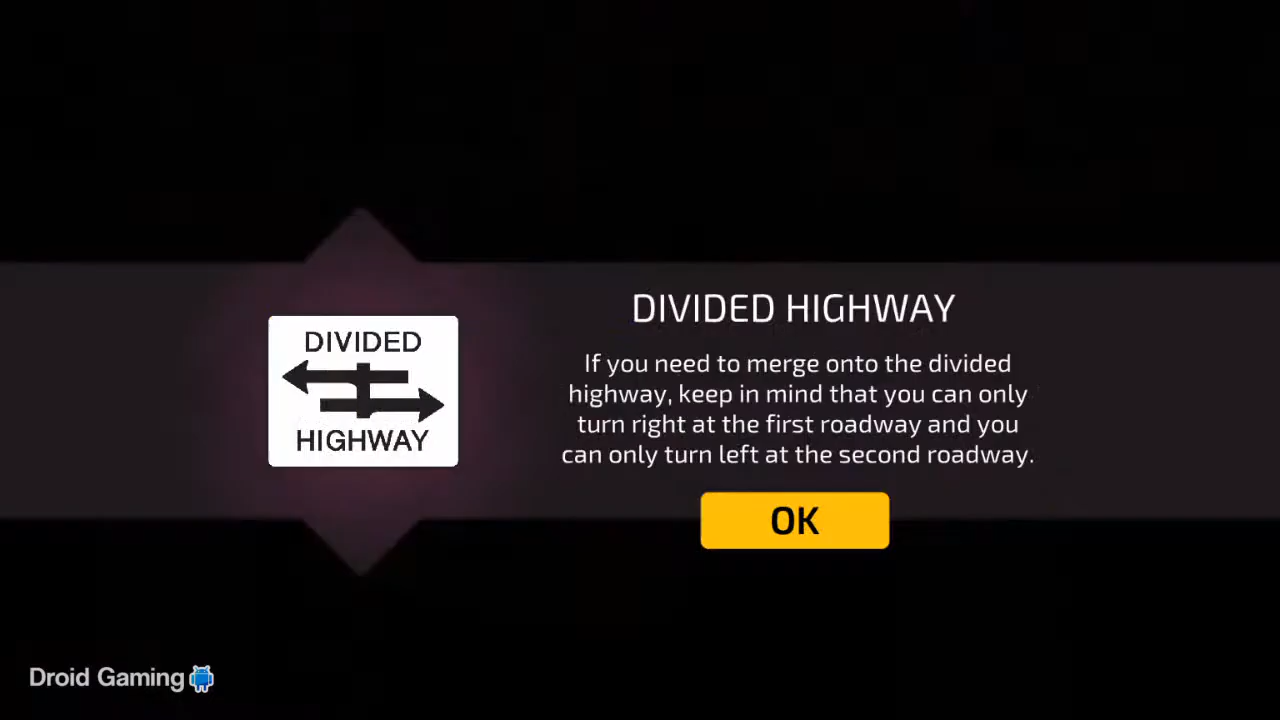 DIVIDED
HIGHWAY
DIVIDED HIGHWAY
If you need to merge onto the divided
highway, keep in mind that you can only
turn right at the first roadway and you
can only turn left at the second roadway.
OK
Droid Gaming